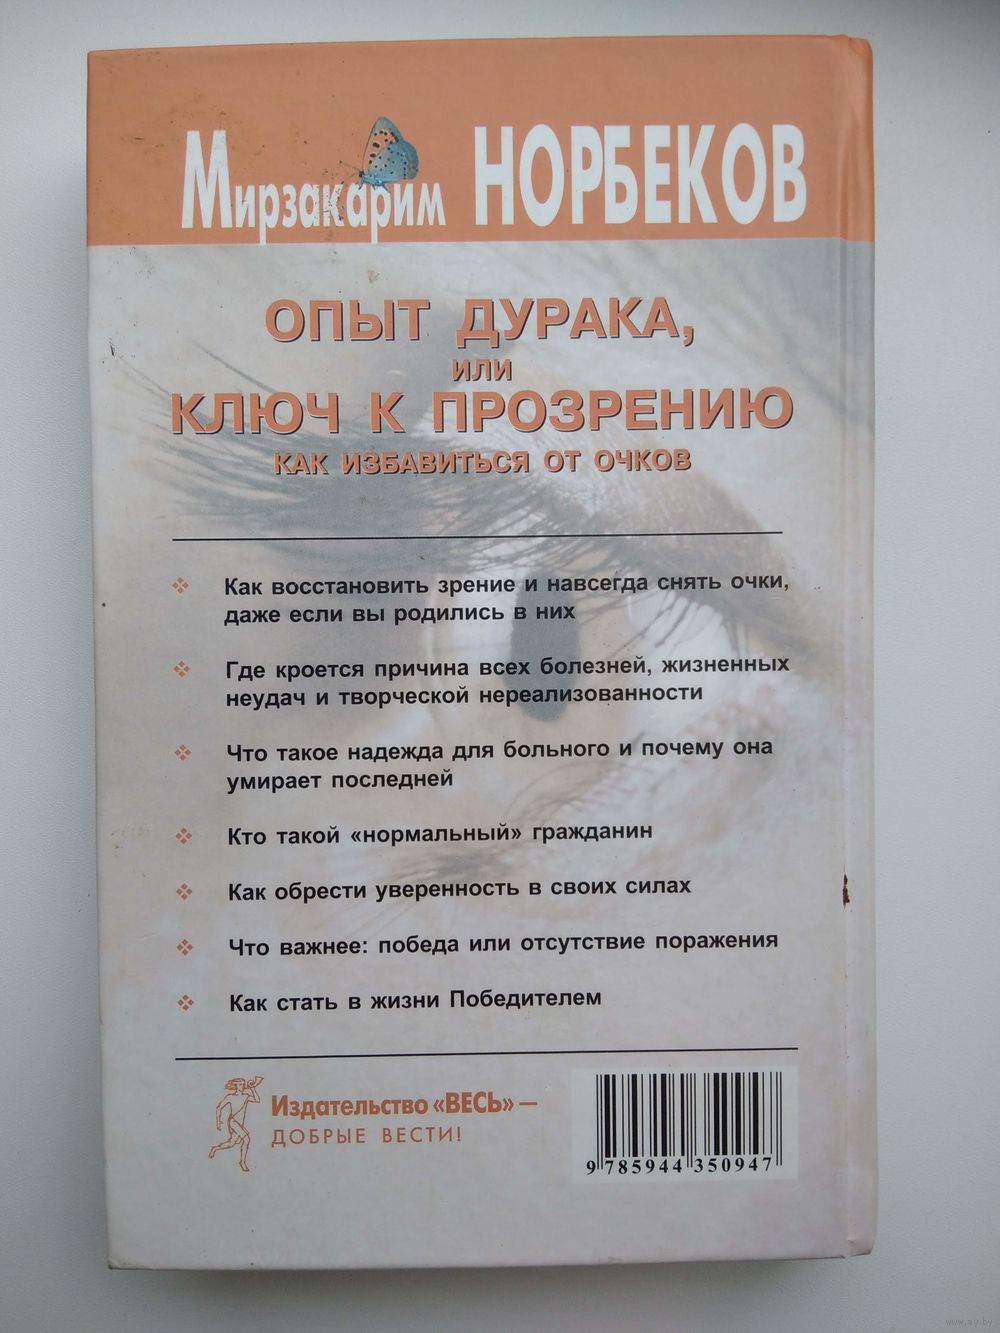 Мирзакарим НОРБЕКОВ
ОПЫТ ДУРАКА,
ИЛИ
КЛЮЧ К ПРОЗРЕНИЮ
КАК ИЗБАВИТЬСЯ ОТ ОЧКОВ
Как восстановить зрение и навсегда снять очки,
даже если вы родились в них
Где кроется причина всех болезней, жизненных
неудач и творческой нереализованности
Что такое надежда для больного и почему она
умирает последней
Кто такой «нормальный» гражданин
Как обрести уверенность в своих силах
Что важнее: победа или отсутствие поражения
Как стать в жизни Победителем
Издательство «ВЕСЬ» –
ДОБРЫЕ ВЕСТИ!
9 785944 350947
www.ay.by